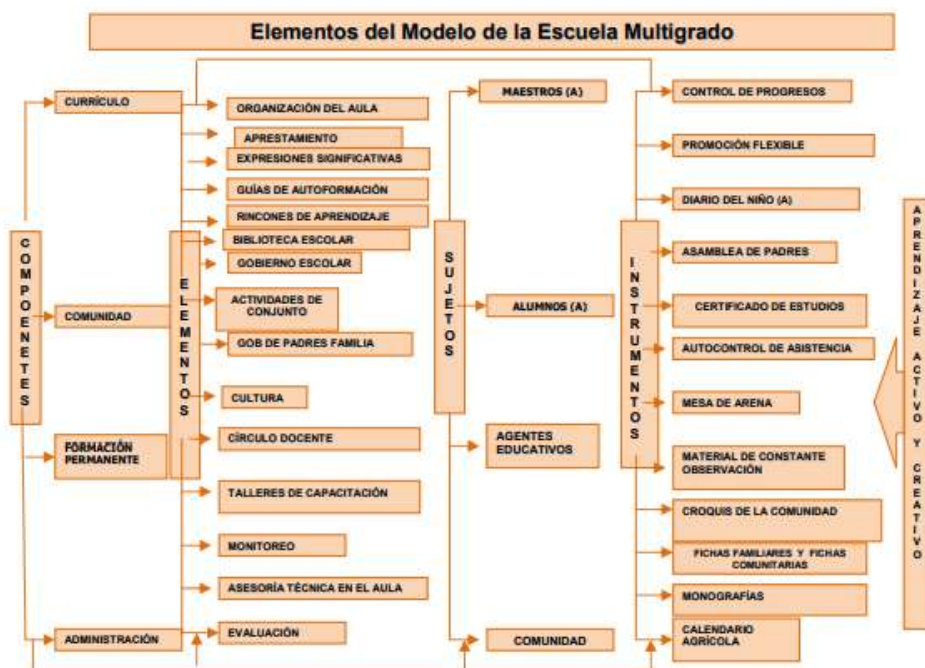 Elementos del Modelo de la Escuela Multigrado
COMPOENETES
CURRÍCULO
COMUNIDAD
FORMACIÓN
PERMANENTE
ADMINISTRACIÓN
ELEMENTOS
ORGANIZACIÓN DEL AULA
APRESTAMIENTO
EXPRESIONES SIGNIFICATIVAS
GUÍAS DE AUTOFORMACIÓN
RINCONES DE APRENDIZAJE
BIBLIOTECA ESCOLAR
GOBIERNO ESCOLAR
ACTIVIDADES DE
CONJUNTO
GOB DE PADRES FAMILIA
CULTURA
CÍRCULO DOCENTE
TALLERES DE CAPACITACIÓN
MONITOREO
ASESORÍA TÉCNICA EN EL AULA
EVALUACIÓN
SUJETOS
MAESTROS (A)
ALUMNOS (A)
AGENTES
EDUCATIVOS
COMUNIDAD
INSTRUMENTOS
CONTROL DE PROGRESOS
PROMOCIÓN FLEXIBLE
DIARIO DEL NIÑO (A)
ASAMBLEA DE PADRES
CERTIFICADO DE ESTUDIOS
AUTOCONTROL DE ASISTENCIA
MESA DE ARENA
MATERIAL DE CONSTANTE
OBSERVACIÓN
CROQUIS DE LA COMUNIDAD
FICHAS FAMILIARES Y FICHAS
COMUNITARIAS
MONOGRAFÍAS
CALENDARIO
AGRÍCOLA
APRENDIZAJE ACTIVO Y CREATIVO